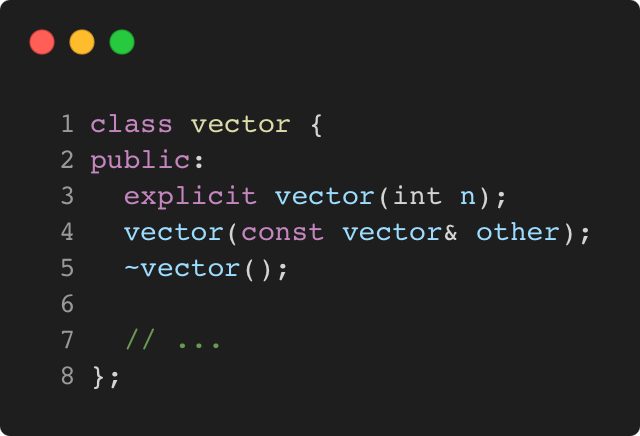 1 class vector {
2 public:
3   explicit vector(int n);
4   vector(const vector& other);
5   ~vector();
6
7   // ...
8 };